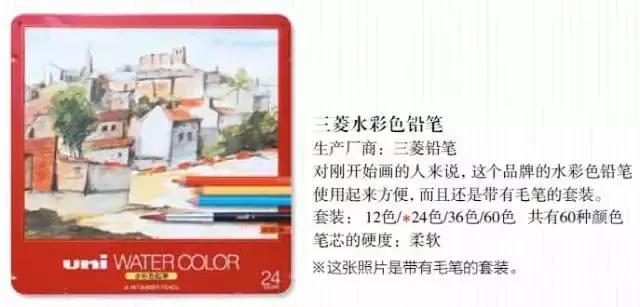 uni WATER COLOR
24
三菱水彩色铅笔
生产厂商：三菱铅笔
对刚开始画的人来说，这个品牌的水彩色铅笔
使用起来方便，而且还是带有毛笔的套装。
套装： 12色/*24色/36色/60色 共有60种颜色
笔芯的硬度：柔软
※这张照片是带有毛笔的套装。